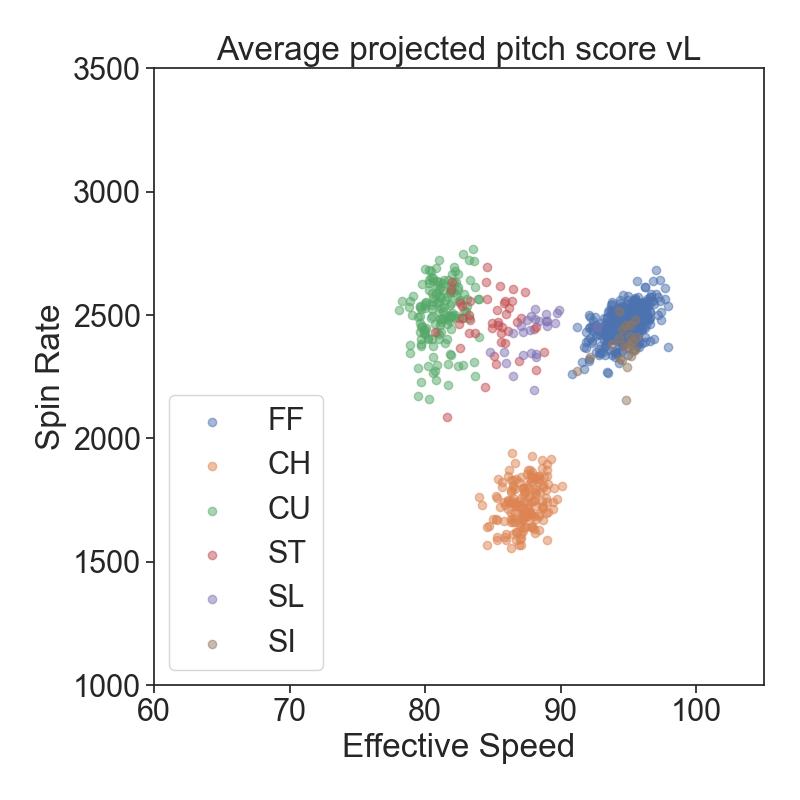 Average projected pitch score vL
3500
3000
2500
2000
1500
1000
Spin Rate
FF
CH
CU
ST
SL
SI
60 70 80 90 100
Effective Speed